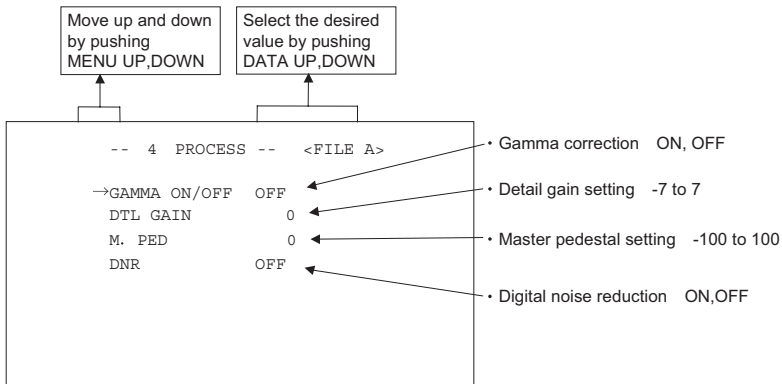 Move up and down
by pushing
MENU UP,DOWN
Select the desired
value by pushing
DATA UP,DOWN
-- 4 PROCESS -- <FILE A>
→GAMMA ON/OFF OFF
DTL GAIN 0
M. PED 0
DNR OFF
・Gamma correction ON, OFF
・Detail gain setting -7 to 7
・Master pedestal setting -100 to 100
・Digital noise reduction ON,OFF